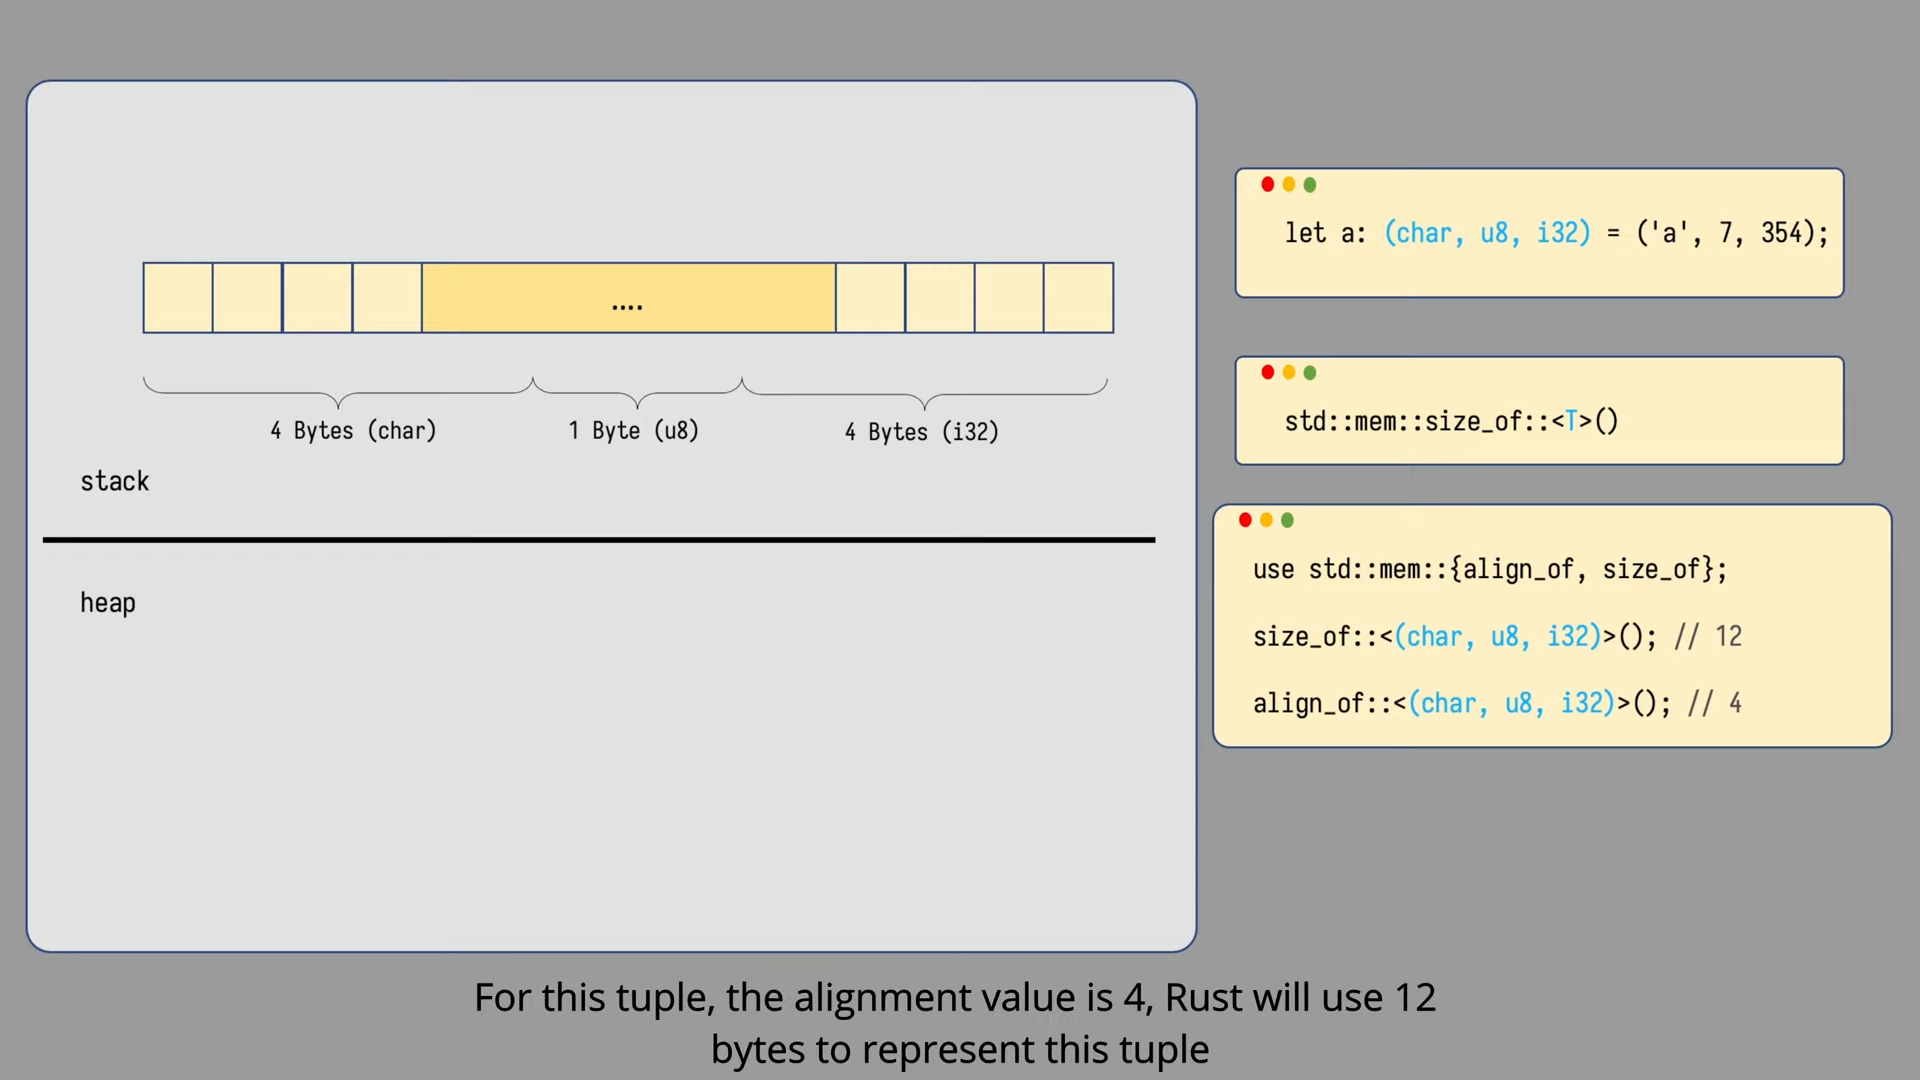 ....
4 Bytes (char)
1 Byte (u8)
4 Bytes (i32)
stack
heap
let a: (char, u8, i32) = ('a', 7, 354);
std::mem::size_of::<T>()
use std::mem::{align_of, size_of};
size_of::<(char, u8, i32)>(); // 12
align_of::<(char, u8, i32)>(); // 4
For this tuple, the alignment value is 4, Rust will use 12
bytes to represent this tuple